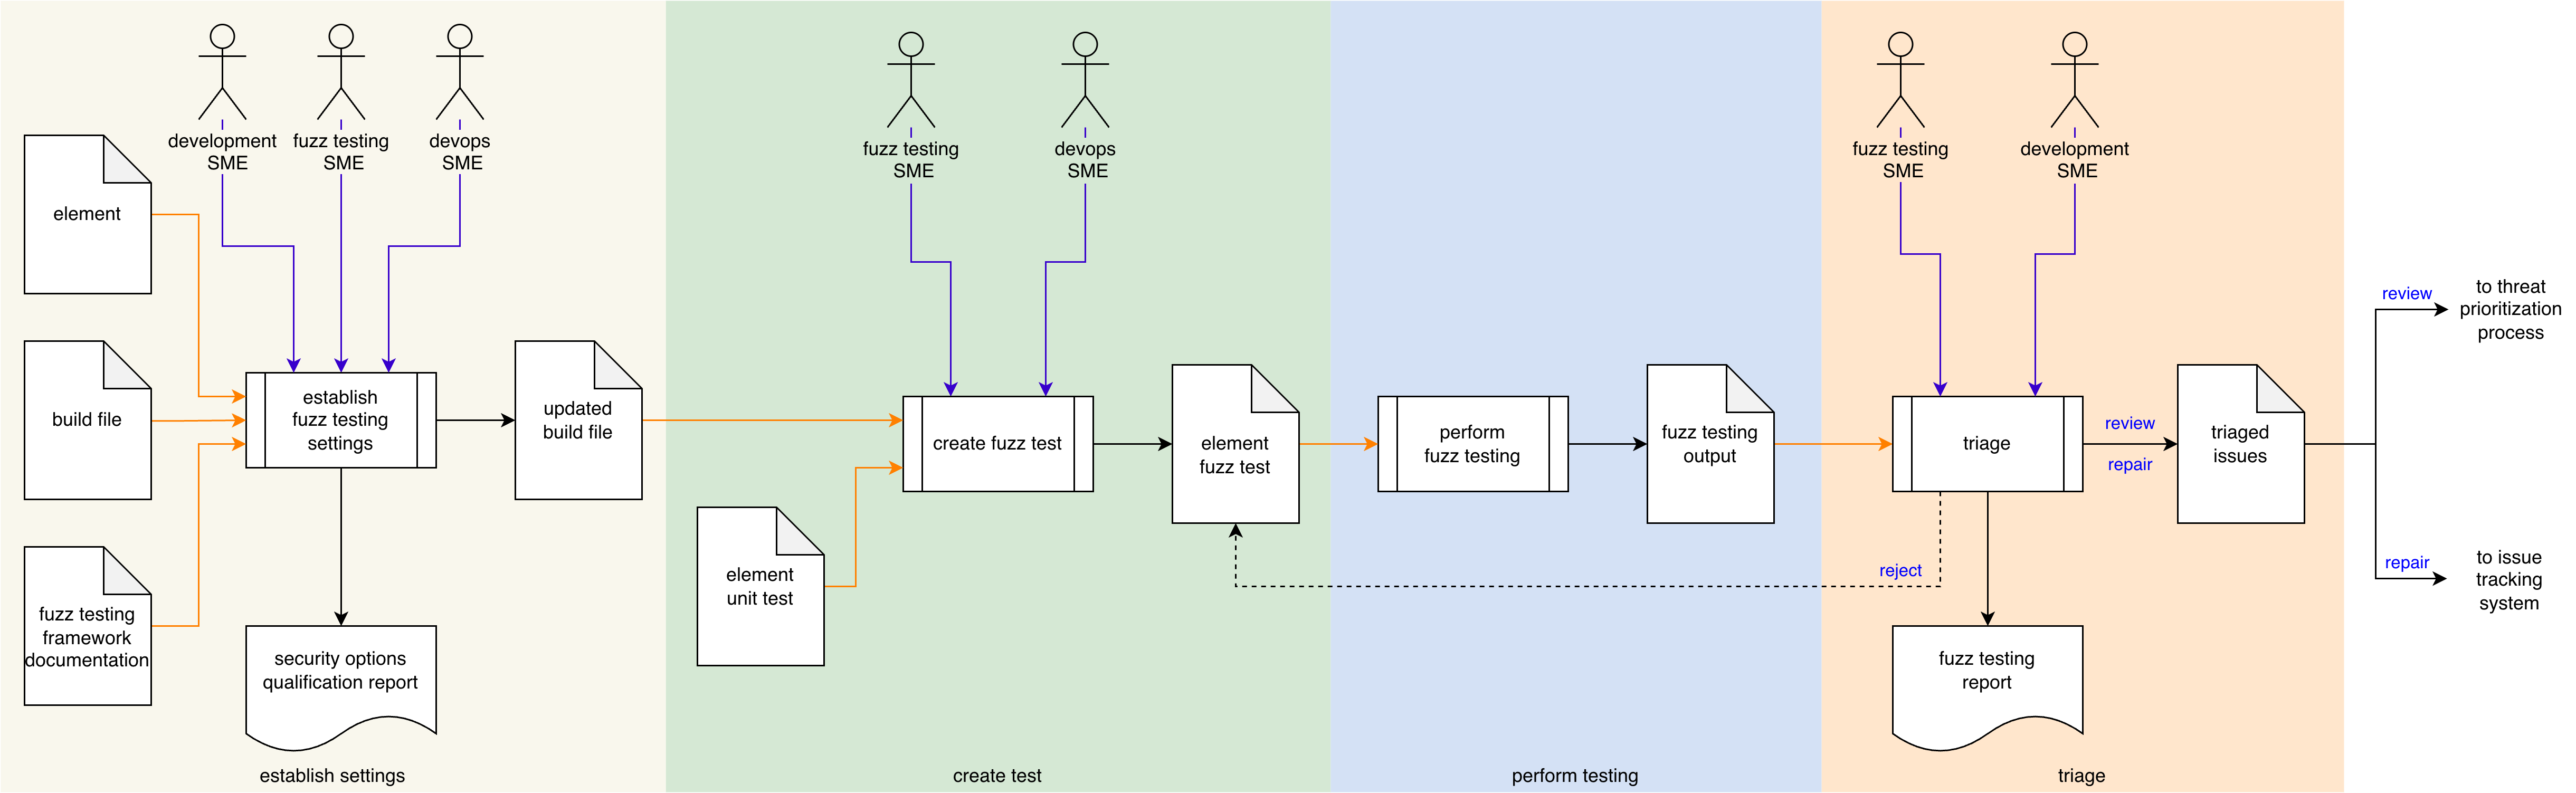 development
SME
fuzz testing
SME
devops
SME
element
build file
fuzz testing
framework
documentation
establish
fuzz testing
settings
updated
build file
security options
qualification report
establish settings
fuzz testing
SME
devops
SME
create fuzz test
element
unit test
element
fuzz test
create test
perform
fuzz testing
fuzz testing
output
perform testing
fuzz testing
SME
development
SME
triage
review
repair
triaged
issues
reject
fuzz testing
report
triage
review
to threat
prioritization
process
repair
to issue
tracking
system